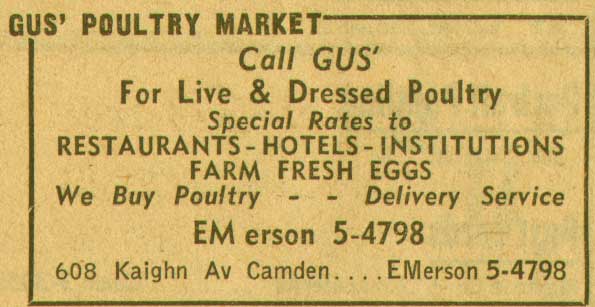 GUS' POULTRY MARKET
Call GUS'
For Live & Dressed Poultry
Special Rates to
RESTAURANTS - HOTELS - INSTITUTIONS
FARM FRESH EGGS
We Buy Poultry - - Delivery Service
EM erson 5-4798
608 Kaighn Av Camden....EMerson 5-4798